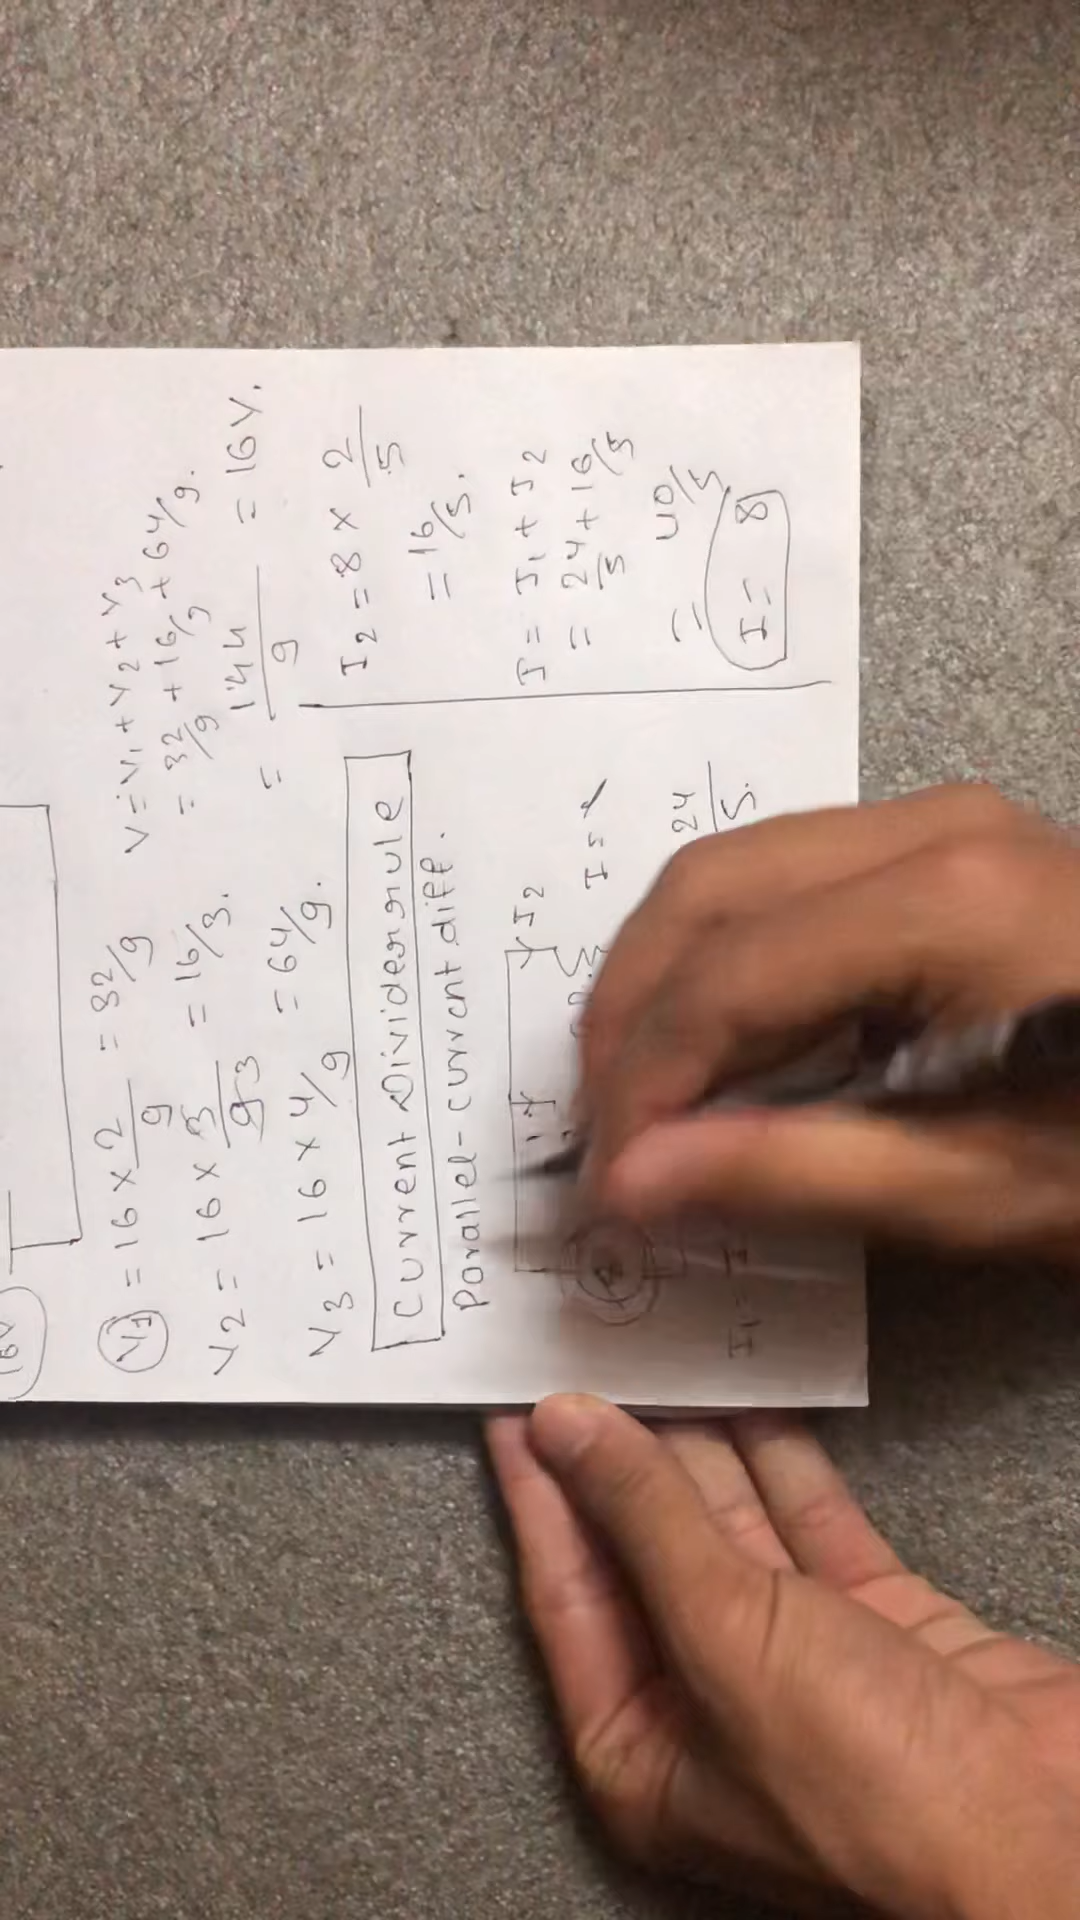 16V
V1 = 16 × 2/9 = 32/9
V2 = 16 × 3/9 3 = 16/3.
V3 = 16 × 4/9 = 64/9.
V = V1 + V2 + V3
= 32/9 + 16/3 + 64/9.
= 144/9 = 16V.
Current Divider rule
Parallel - current diff.
I2
I =
24/5.
I1 =
I2 = 8 × 2/5
= 16/5.
I = I1 + I2
= 24/5 + 16/5
= 40/5
I = 8